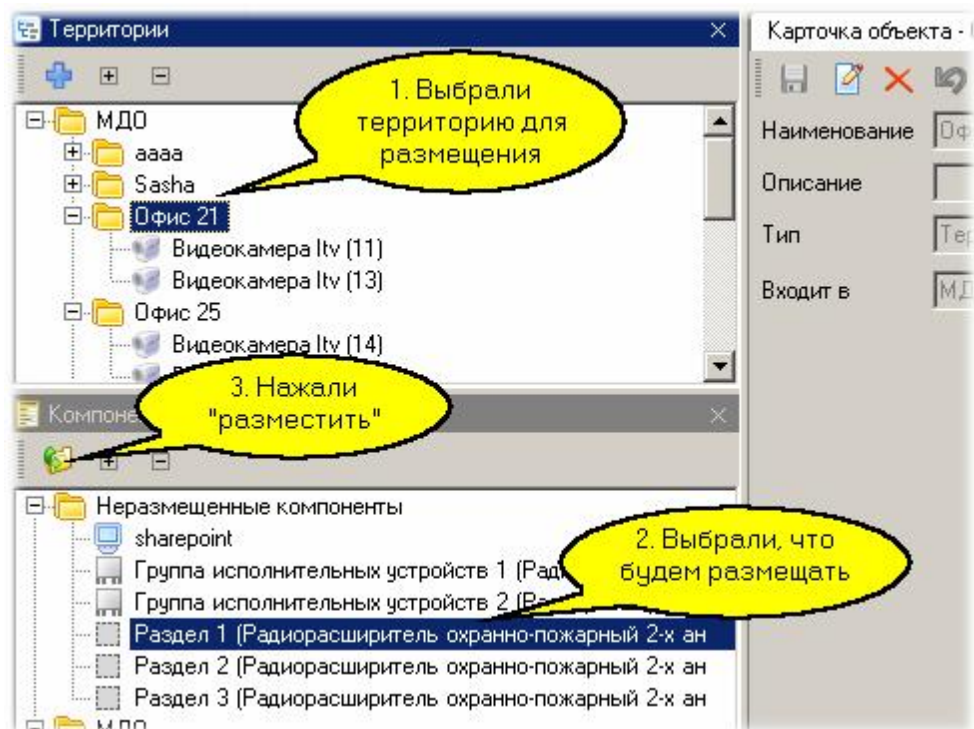 Территории
1. Выбрали
территорию для
размещения
МДО
aaaa
Sasha
Офис 21
Видеокамера Itv (11)
Видеокамера Itv (13)
Офис 25
Видеокамера Itv (14)
3. Нажали
"разместить"
Неразмещенные компоненты
sharepoint
Группа исполнительных устройств 1
Группа исполнительных устройств 2
2. Выбрали, что
будем размещать
Раздел 1 (Радиорасширитель охранно-пожарный 2-х ан
Раздел 2 (Радиорасширитель охранно-пожарный 2-х ан
Раздел 3 (Радиорасширитель охранно-пожарный 2-х ан
МДО
Карточка объекта -
Наименование
Описание
Тип
Входит в